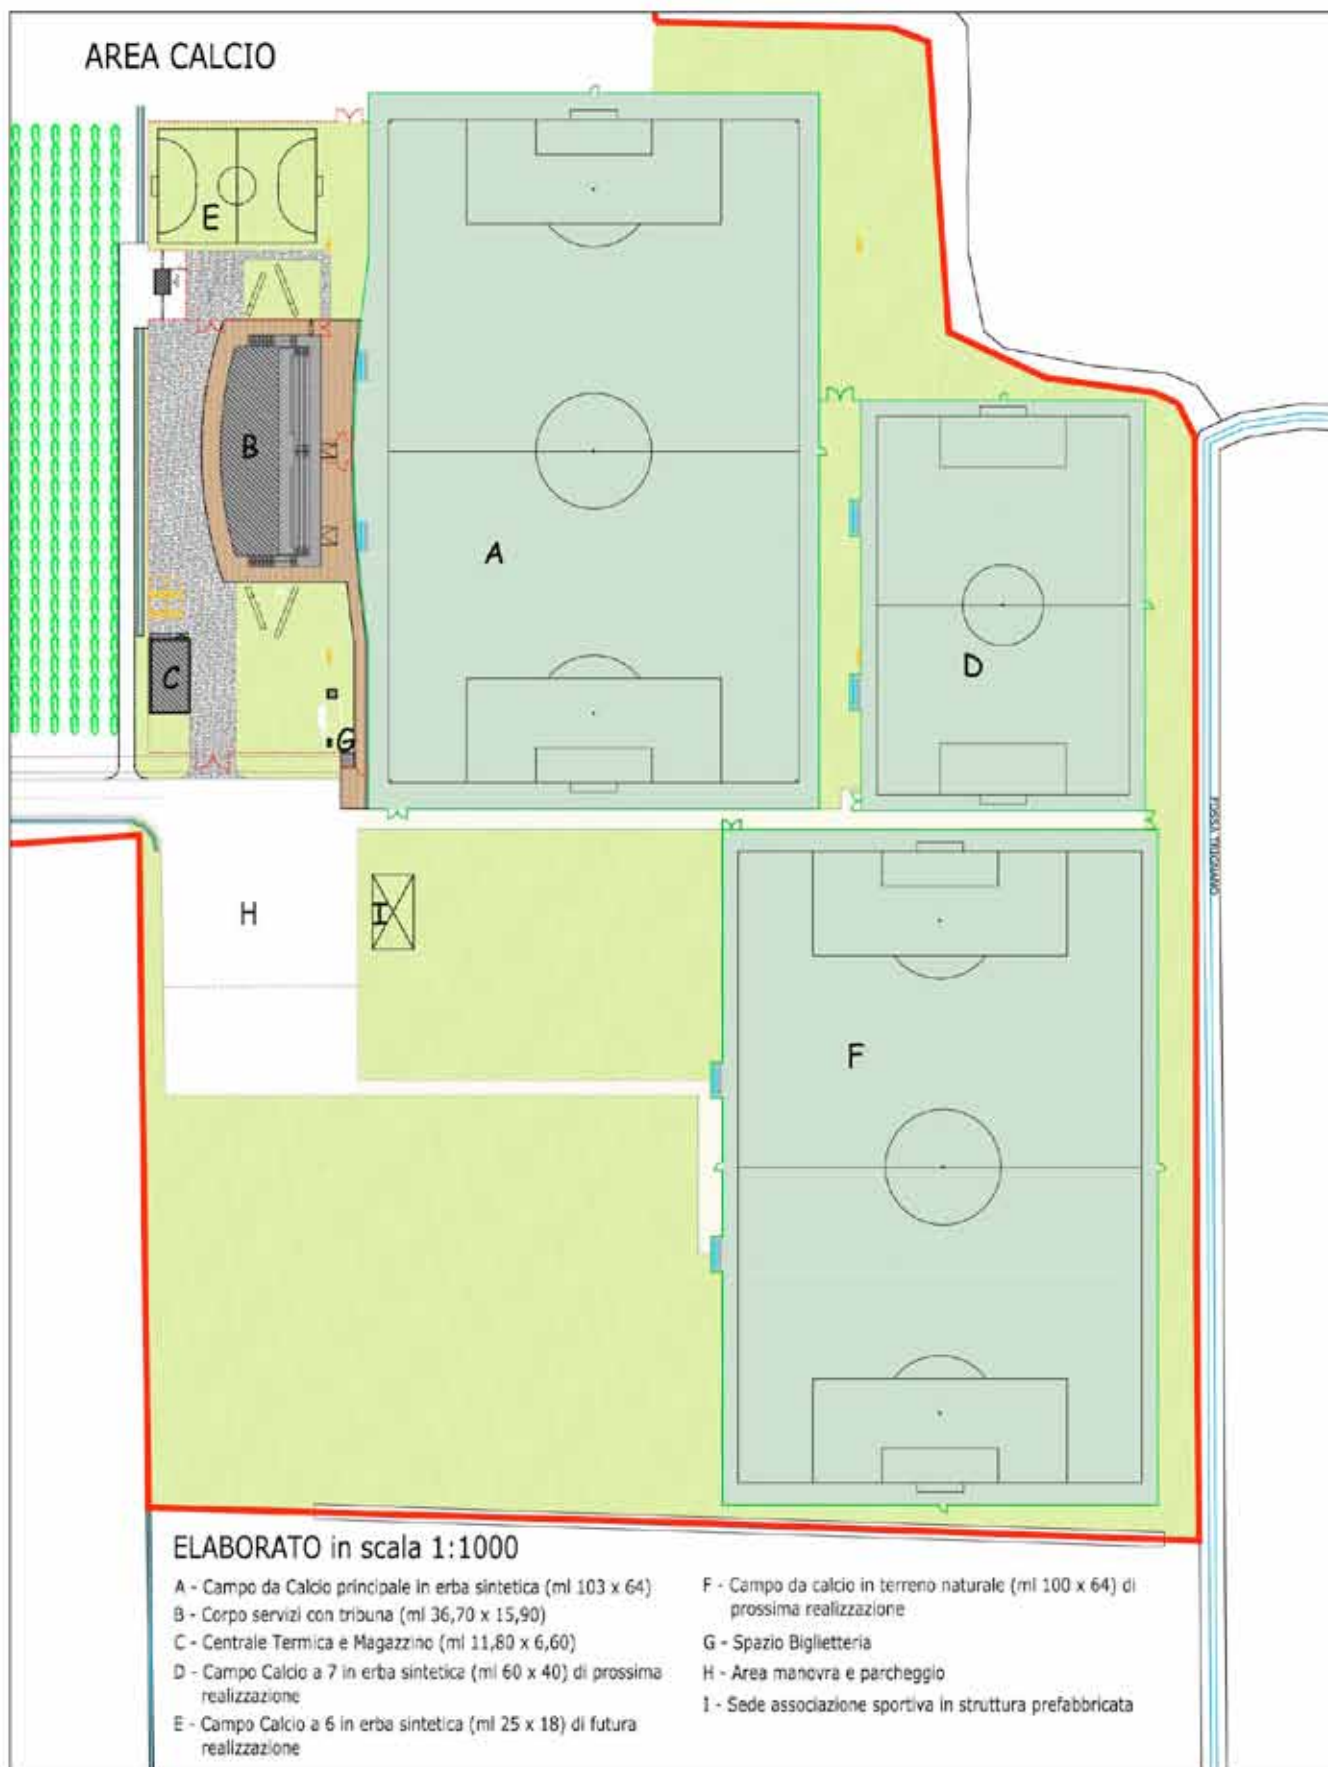 AREA CALCIO
E
B
A
C
D
G
FOSSA TRUGNANO
H
I
F
ELABORATO in scala 1:1000
A - Campo da Calcio principale in erba sintetica (ml 103 x 64)
B - Corpo servizi con tribuna (ml 36,70 x 15,90)
C - Centrale Termica e Magazzino (ml 11,80 x 6,60)
D - Campo Calcio a 7 in erba sintetica (ml 60 x 40) di prossima
realizzazione
E - Campo Calcio a 6 in erba sintetica (ml 25 x 18) di futura
realizzazione
F - Campo da calcio in terreno naturale (ml 100 x 64) di
prossima realizzazione
G - Spazio Biglietteria
H - Area manovra e parcheggio
I - Sede associazione sportiva in struttura prefabbricata